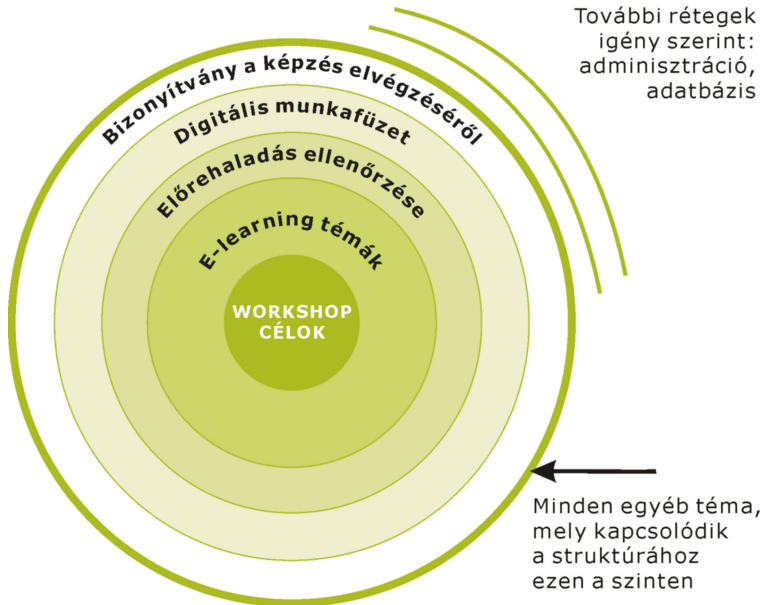 További rétegek
igény szerint:
adminisztráció,
adatbázis
Bizonyítvány a képzés elvégzéséről
Digitális munkafüzet
Előrehaladás ellenőrzése
E-learning témák
WORKSHOP
CÉLOK
Minden egyéb téma,
mely kapcsolódik
a struktúrához
ezen a szinten